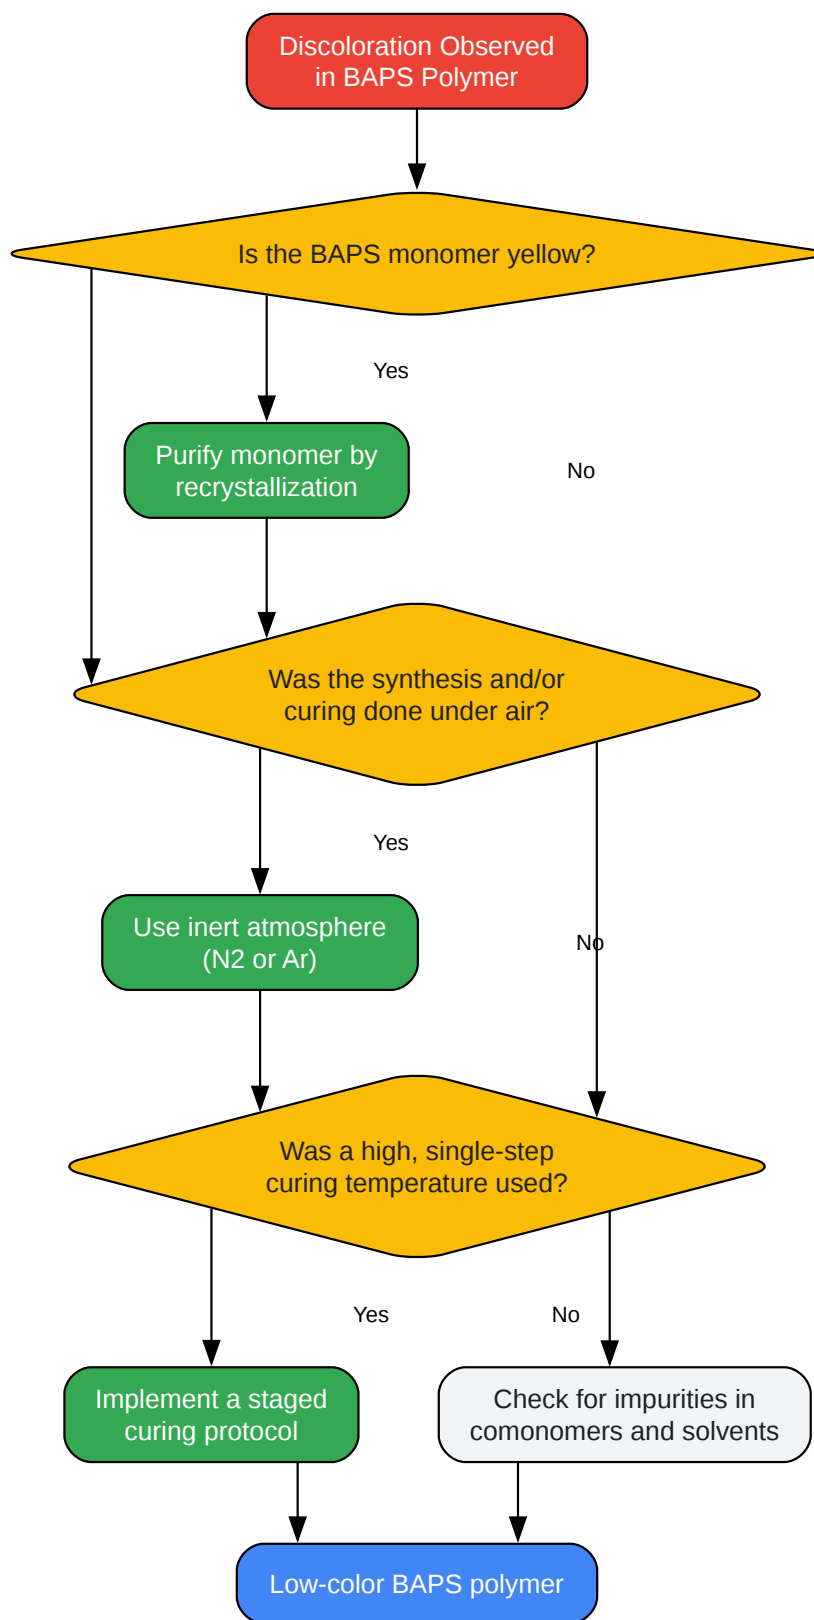 Discoloration Observed
in BAPS Polymer
Is the BAPS monomer yellow?
Yes
Purify monomer by
recrystallization
No
Was the synthesis and/or
curing done under air?
Yes
Use inert atmosphere
(N2 or Ar)
No
Was a high, single-step
curing temperature used?
Yes
No
Implement a staged
curing protocol
Check for impurities in
comonomers and solvents
Low-color BAPS polymer